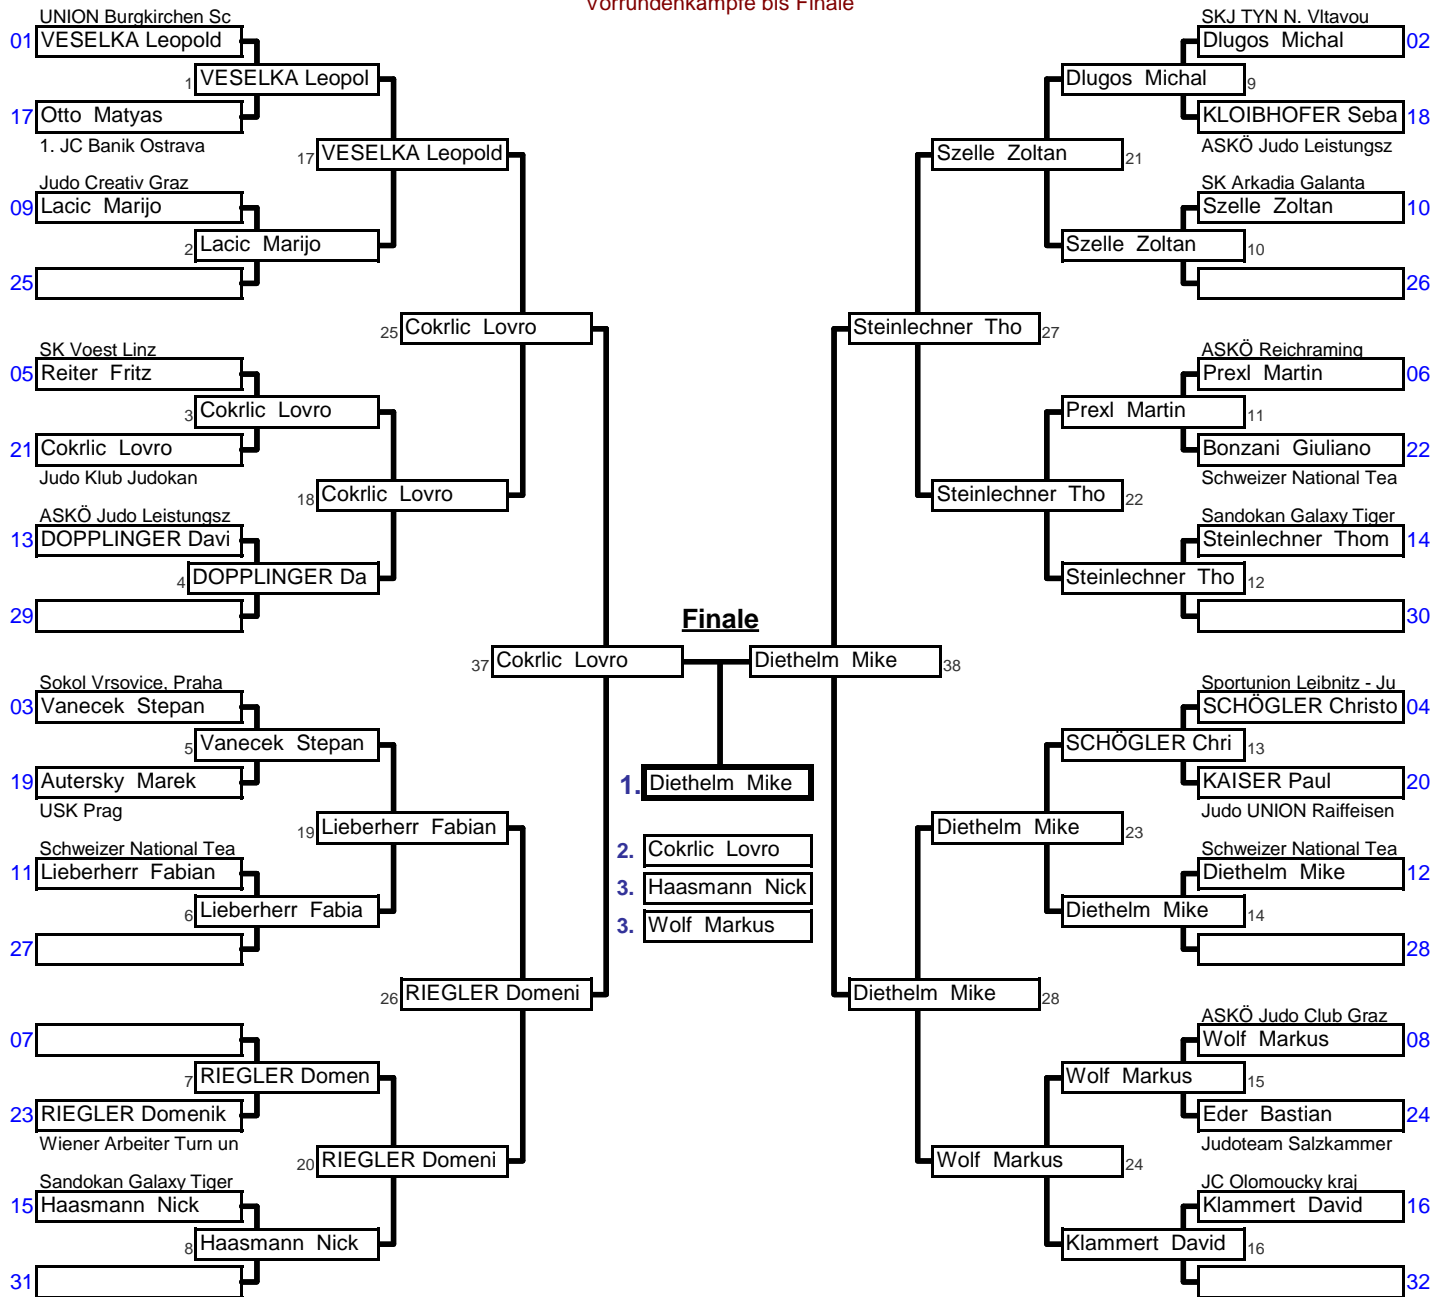 Vorrundenkämpfe bis Finale
UNION Burgkirchen Sc
01 VESELKA Leopold
1 VESELKA Leopol
17 Otto Matyas
1. JC Banik Ostrava
17 VESELKA Leopold
Judo Creativ Graz
09 Lacic Marijo
2 Lacic Marijo
25
25 Cokrlic Lovro
SK Voest Linz
05 Reiter Fritz
3 Cokrlic Lovro
21 Cokrlic Lovro
Judo Klub Judokan
18 Cokrlic Lovro
ASKÖ Judo Leistungsz
13 DOPPLINGER Davi
4 DOPPLINGER Da
29
37 Cokrlic Lovro
Sokol Vrsovice, Praha
03 Vanecek Stepan
5 Vanecek Stepan
19 Autersky Marek
USK Prag
19 Lieberherr Fabian
Schweizer National Tea
11 Lieberherr Fabian
6 Lieberherr Fabia
27
26 RIEGLER Domeni
07
7 RIEGLER Domen
23 RIEGLER Domenik
Wiener Arbeiter Turn un
20 RIEGLER Domeni
Sandokan Galaxy Tiger
15 Haasmann Nick
8 Haasmann Nick
31
Finale
1. Diethelm Mike
2. Cokrlic Lovro
3. Haasmann Nick
3. Wolf Markus
SKJ TYN N. Vltavou
Dlugos Michal 02
Dlugos Michal 9
KLOIBHOFER Seba 18
ASKÖ Judo Leistungsz
Szelle Zoltan 21
SK Arkadia Galanta
Szelle Zoltan 10
Szelle Zoltan 10
26
Steinlechner Tho 27
ASKÖ Reichraming
Prexl Martin 06
Prexl Martin 11
Bonzani Giuliano 22
Schweizer National Tea
Steinlechner Tho 22
Sandokan Galaxy Tiger
Steinlechner Thom 14
Steinlechner Tho 12
30
Diethelm Mike 38
Sportunion Leibnitz - Ju
SCHÖGLER Christo 04
SCHÖGLER Chri 13
KAISER Paul 20
Judo UNION Raiffeisen
Diethelm Mike 23
Schweizer National Tea
Diethelm Mike 12
Diethelm Mike 14
28
Diethelm Mike 28
ASKÖ Judo Club Graz
Wolf Markus 08
Wolf Markus 15
Eder Bastian 24
Judoteam Salzkammer
Wolf Markus 24
JC Olomoucky kraj
Klammert David 16
Klammert David 16
32